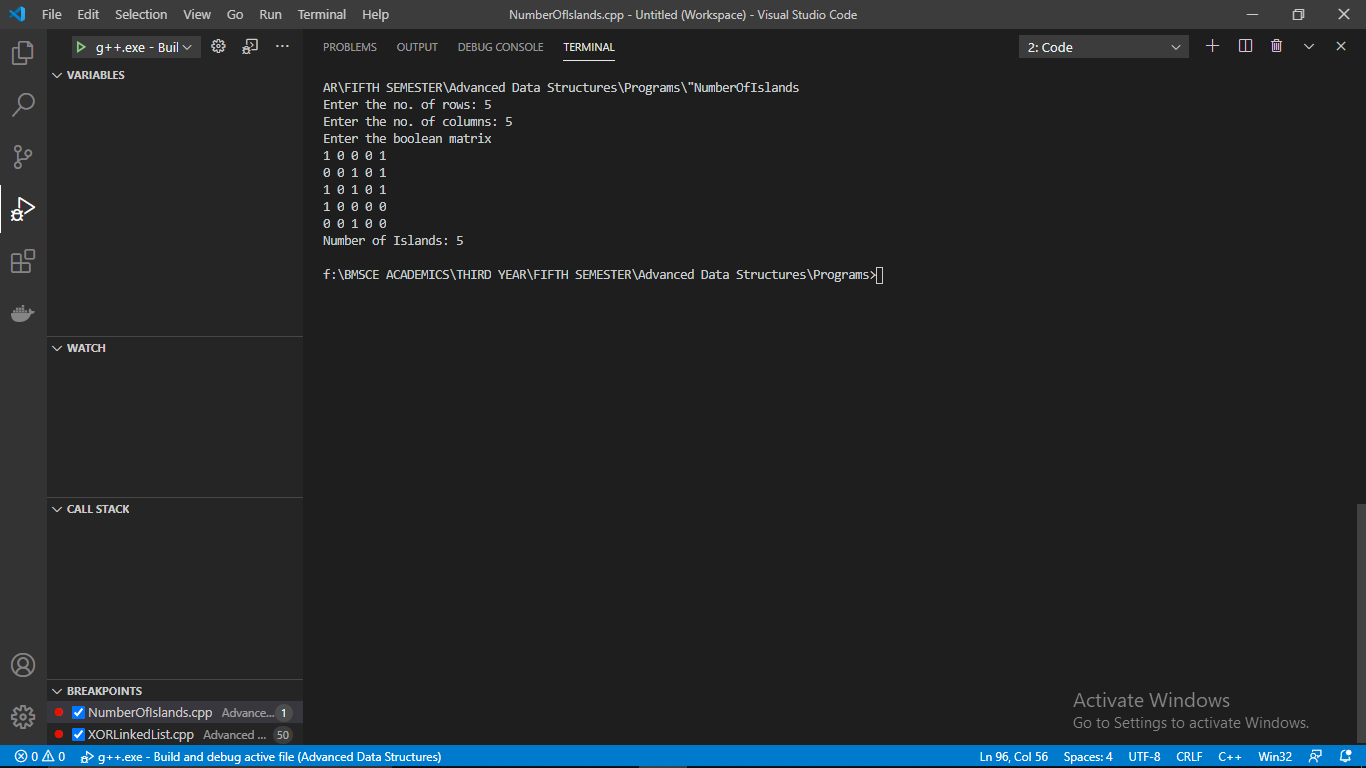 File Edit Selection View Go Run Terminal Help NumberOfIslands.cpp - Untitled (Workspace) - Visual Studio Code
g++.exe - Buil
VARIABLES
WATCH
CALL STACK
BREAKPOINTS
NumberOfIslands.cpp Advance... 1
XORLinkedList.cpp Advanced ... 50
PROBLEMS OUTPUT DEBUG CONSOLE TERMINAL 2: Code
AR\FIFTH SEMESTER\Advanced Data Structures\Programs\"NumberOfIslands
Enter the no. of rows: 5
Enter the no. of columns: 5
Enter the boolean matrix
1 0 0 0 1
0 0 1 0 1
1 0 1 0 1
1 0 0 0 0
0 0 1 0 0
Number of Islands: 5
f:\BMSCE ACADEMICS\THIRD YEAR\FIFTH SEMESTER\Advanced Data Structures\Programs>
Activate Windows
Go to Settings to activate Windows.
0 0 g++.exe - Build and debug active file (Advanced Data Structures) Ln 96, Col 56 Spaces: 4 UTF-8 CRLF C++ Win32